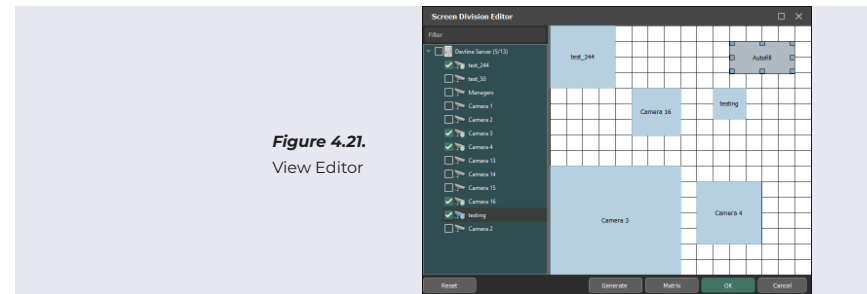 Figure 4.21.
View Editor
Screen Division Editor
Filter
Devline Server (5/13)
test_244
test_50
Managers
Camera 1
Camera 2
Camera 3
Camera 4
Camera 13
Camera 14
Camera 15
Camera 16
testing
Camera 2
test_244
Autofill
Camera 16
testing
Camera 3
Camera 4
Reset
Generate
Matrix
OK
Cancel